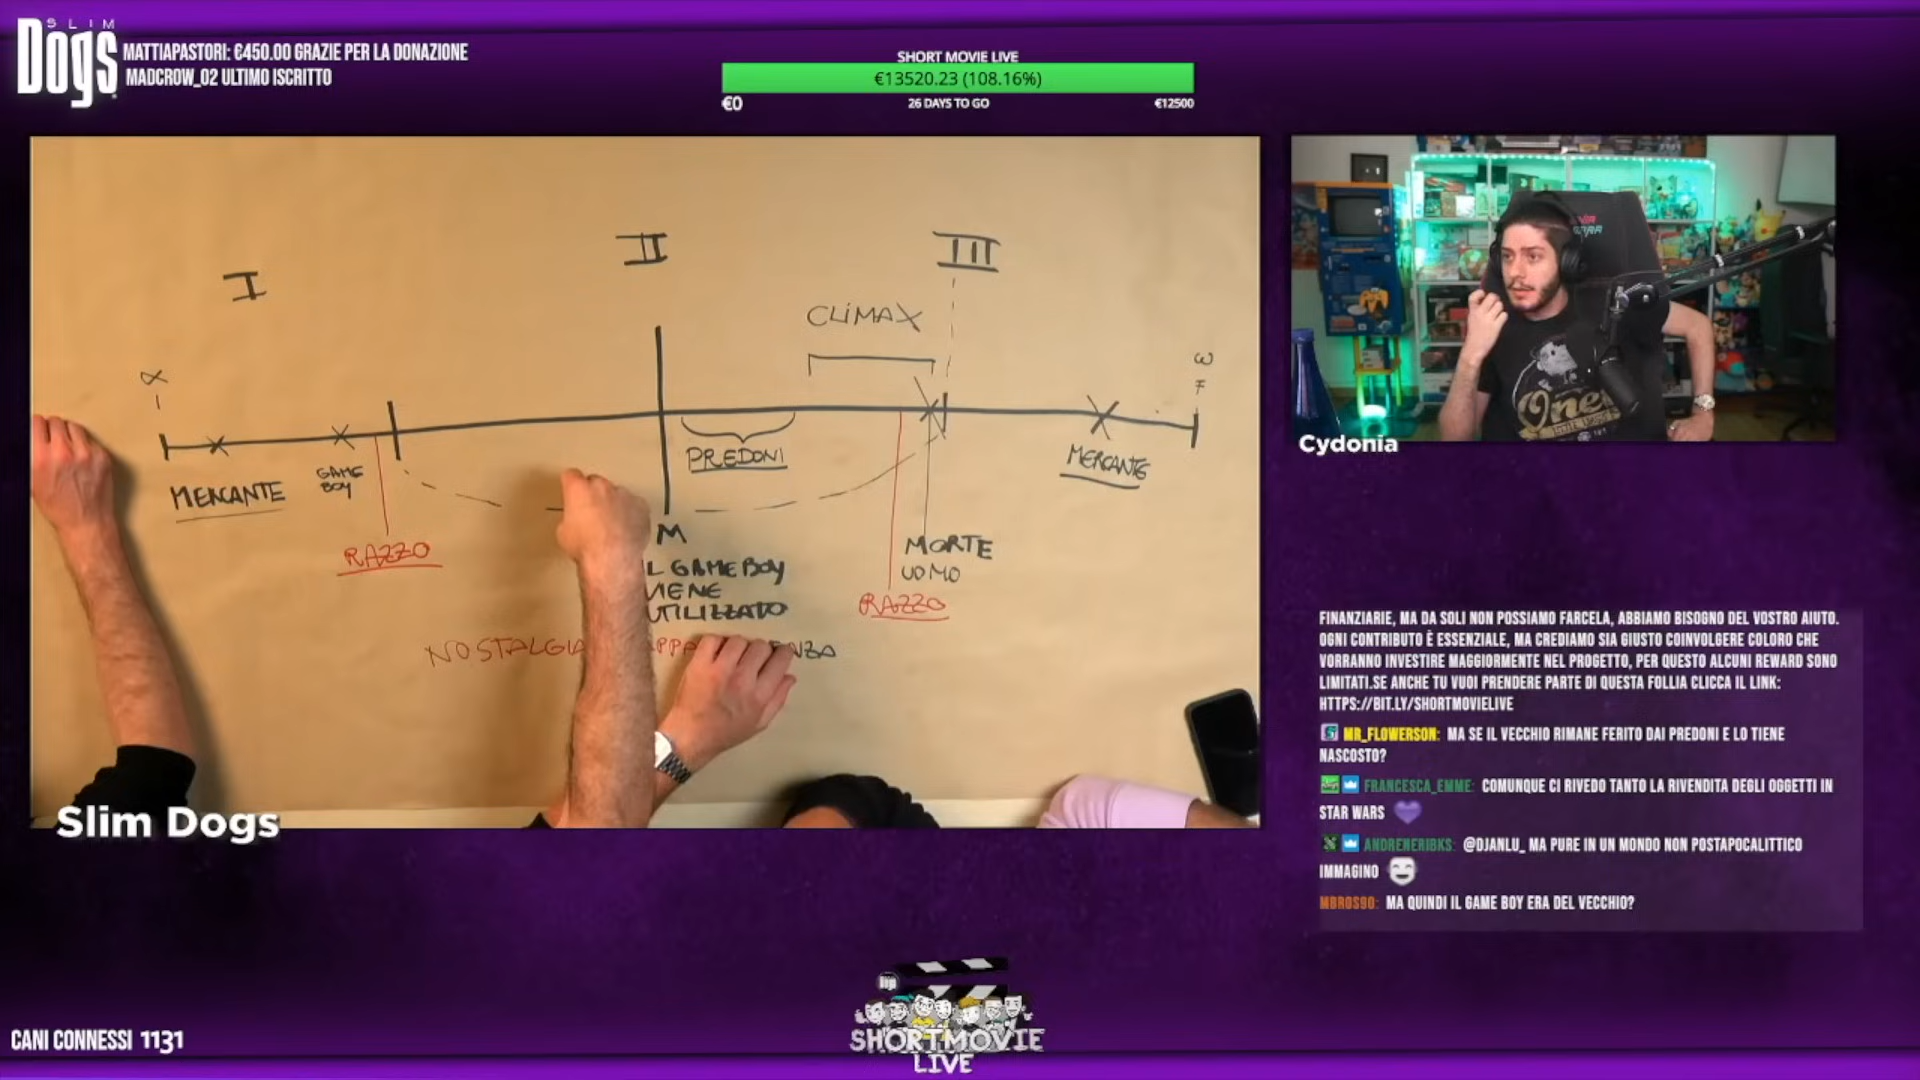 SLIM
Dogs
MATTIAPASTORI: €450.00 GRAZIE PER LA DONAZIONE
MADCROW_02 ULTIMO ISCRITTO
SHORT MOVIE LIVE
€13520.23 (108.16%)
€0
26 DAYS TO GO
€12500
I
II
III
CLIMAX
α
ω
F
MERCANTE
GAME
BOY
RAZZO
PREDONI
MERCANTE
M
L GAMEBOY
IENE
UTILIZZATO
MORTE
UOMO
RAZZO
NOSTALGIA
Slim Dogs
One
Cydonia
FINANZIARIE, MA DA SOLI NON POSSIAMO FARCELA, ABBIAMO BISOGNO DEL VOSTRO AIUTO.
OGNI CONTRIBUTO È ESSENZIALE, MA CREDIAMO SIA GIUSTO COINVOLGERE COLORO CHE
VORRANNO INVESTIRE MAGGIORMENTE NEL PROGETTO, PER QUESTO ALCUNI REWARD SONO
LIMITATI.SE ANCHE TU VUOI PRENDERE PARTE DI QUESTA FOLLIA CLICCA IL LINK:
HTTPS://BIT.LY/SHORTMOVIELIVE
MR_FLOWERSON: MA SE IL VECCHIO RIMANE FERITO DAI PREDONI E LO TIENE
NASCOSTO?
FRANCESCA_EMME: COMUNQUE CI RIVEDO TANTO LA RIVENDITA DEGLI OGGETTI IN
STAR WARS
ANDRENERIBKS: @DJANLU_ MA PURE IN UN MONDO NON POSTAPOCALITTICO
IMMAGINO
MBROS90: MA QUINDI IL GAME BOY ERA DEL VECCHIO?
CANI CONNESSI 1131
SHORTMOVIE
LIVE